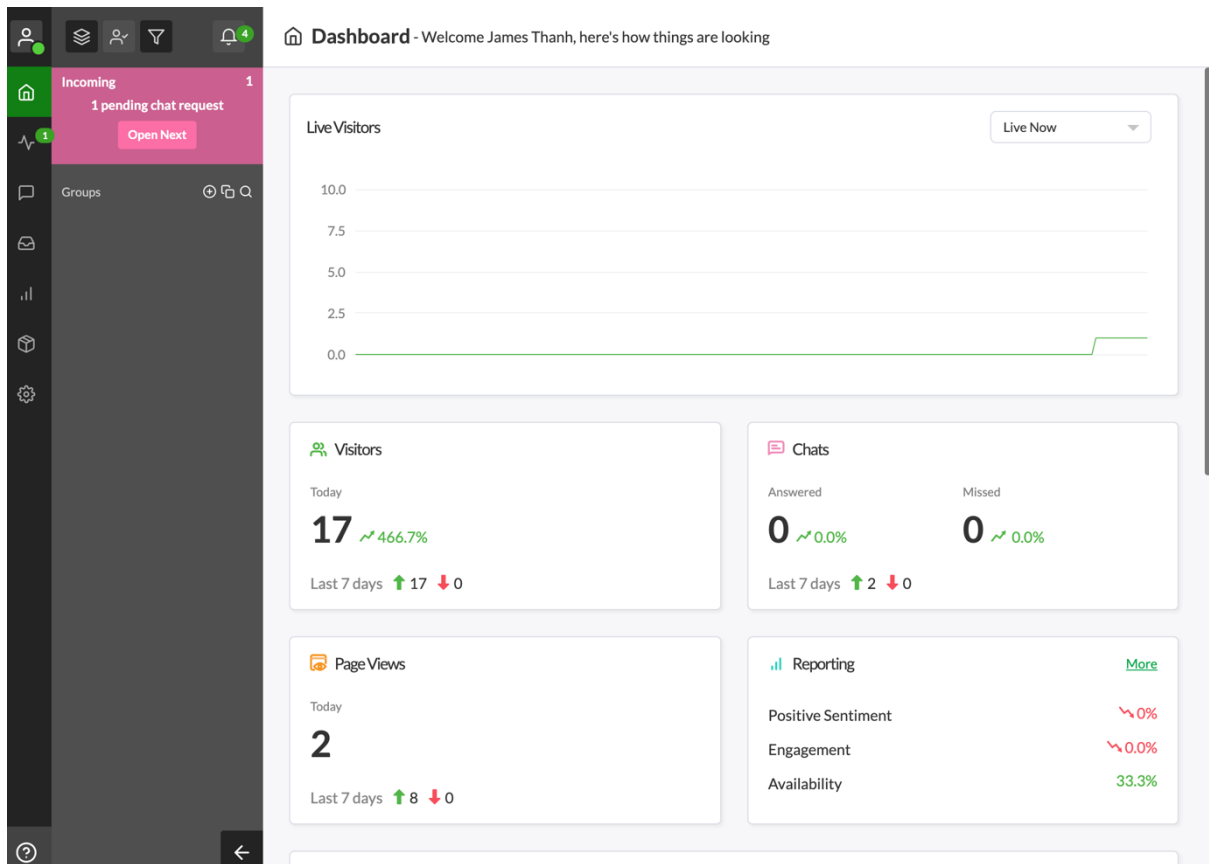 4
Dashboard - Welcome James Thanh, here's how things are looking
Incoming 1
1 pending chat request
Open Next
1
Groups
Live Visitors
Live Now
10.0
7.5
5.0
2.5
0.0
Visitors
Today
17 466.7%
Last 7 days 17 0
Chats
Answered Missed
0 0.0% 0 0.0%
Last 7 days 2 0
Page Views
Today
2
Last 7 days 8 0
Reporting More
Positive Sentiment 0%
Engagement 0.0%
Availability 33.3%